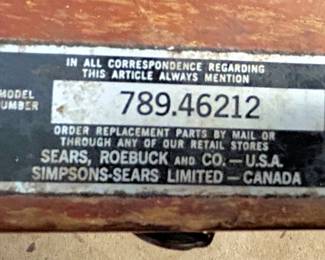 IN ALL CORRESPONDENCE REGARDING
THIS ARTICLE ALWAYS MENTION
MODEL
NUMBER
789.46212
ORDER REPLACEMENT PARTS BY MAIL OR
THROUGH ANY OF OUR RETAIL STORES
SEARS, ROEBUCK AND CO. — U.S.A.
SIMPSONS-SEARS LIMITED — CANADA